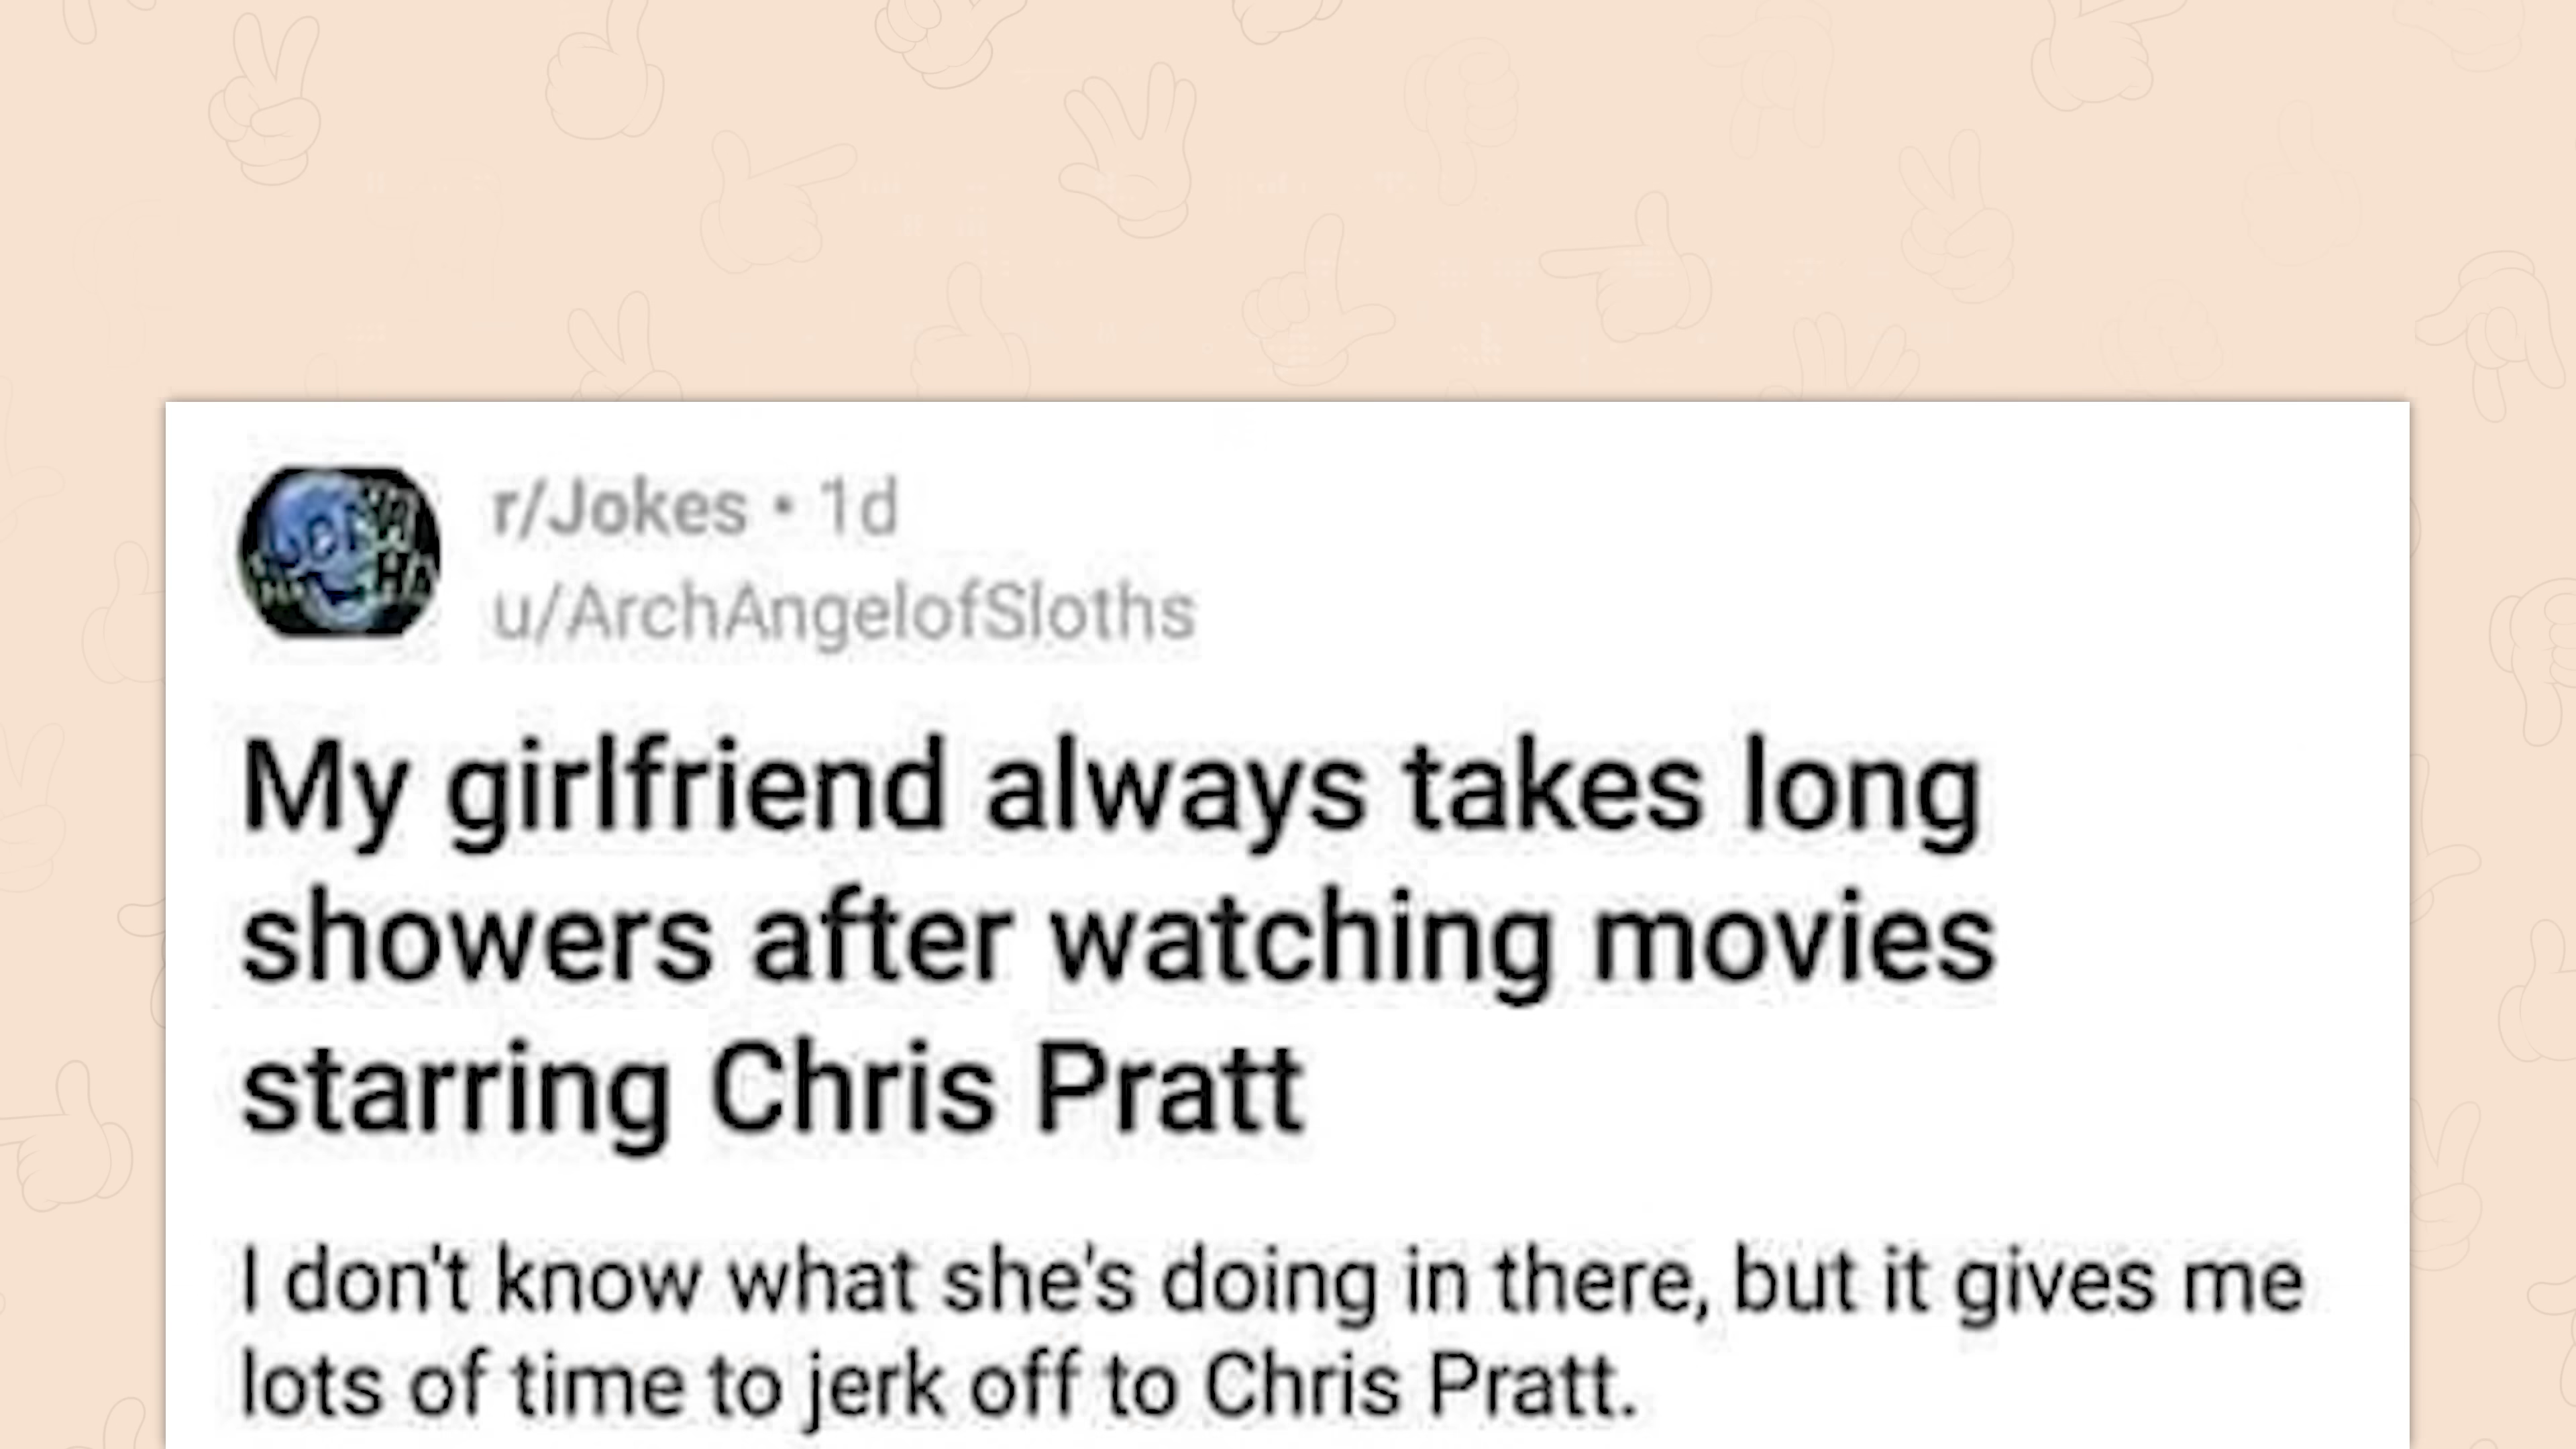 r/Jokes • 1d
u/ArchAngelofSloths
My girlfriend always takes long
showers after watching movies
starring Chris Pratt
I don't know what she's doing in there, but it gives me
lots of time to jerk off to Chris Pratt.